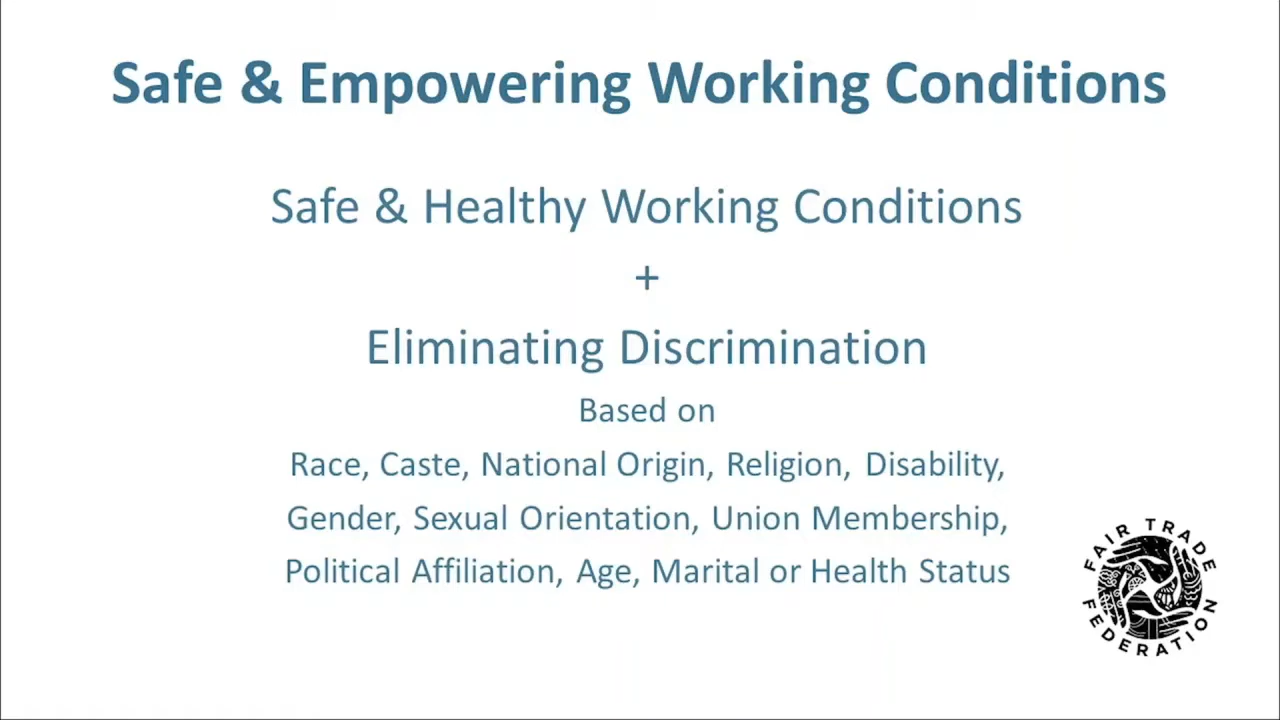 Safe & Empowering Working Conditions
Safe & Healthy Working Conditions
+
Eliminating Discrimination
Based on
Race, Caste, National Origin, Religion, Disability,
Gender, Sexual Orientation, Union Membership,
Political Affiliation, Age, Marital or Health Status
FAIR TRADE
FEDERATION